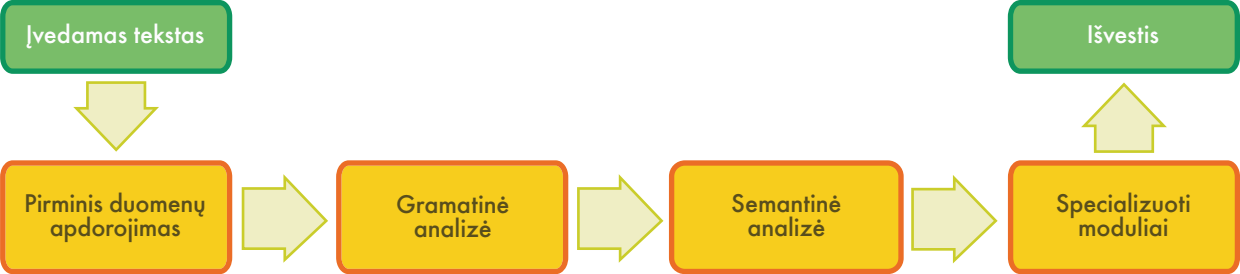 Įvedamas tekstas
Išvestis
Pirminis duomenų
apdorojimas
Gramatinė
analizė
Semantinė
analizė
Specializuoti
moduliai